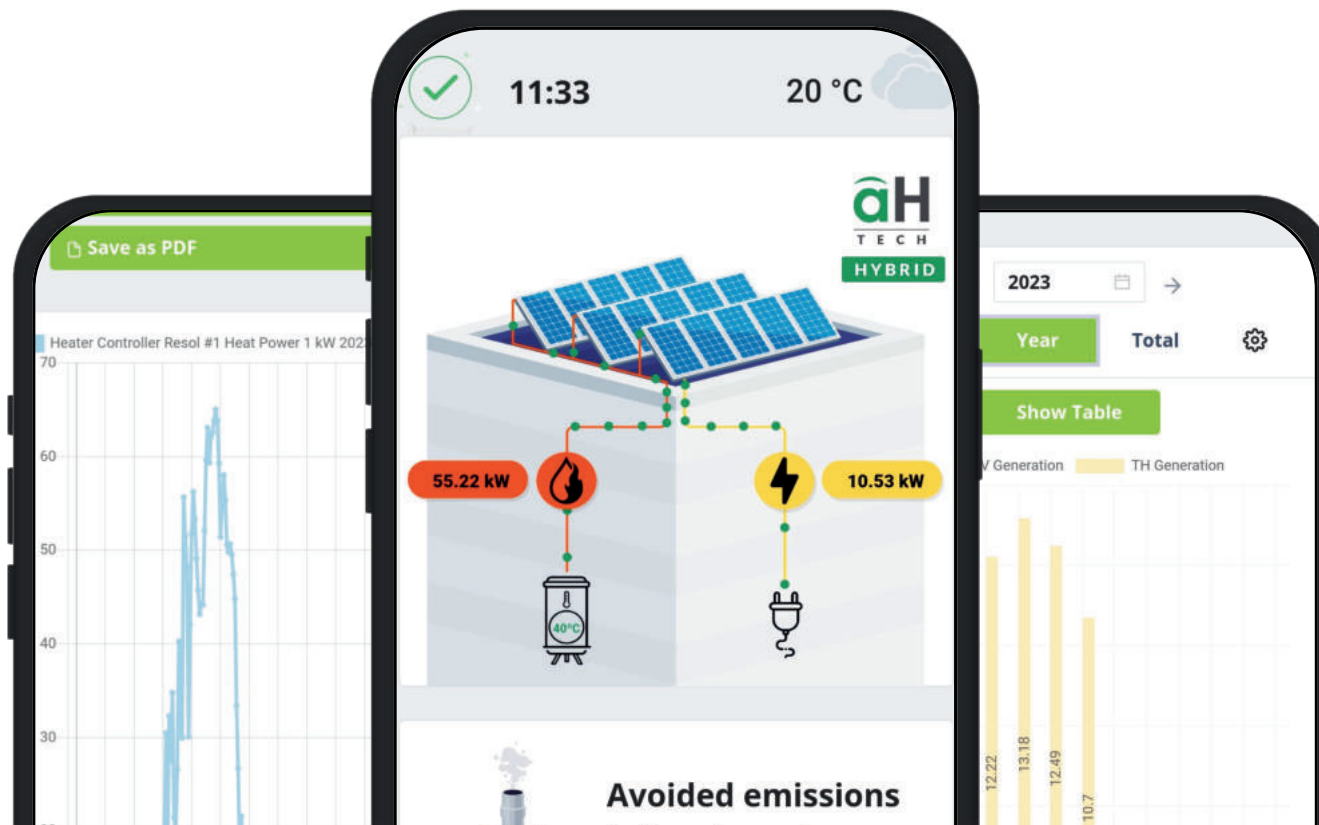 11:33
20 °C
aH
TECH
HYBRID
55.22 kW
10.53 kW
40°C
Avoided emissions
Save as PDF
Heater Controller Resol #1 Heat Power 1 kW
70
60
50
40
30
2023
Year
Total
Show Table
V Generation
TH Generation
12.22
13.18
12.49
10.7